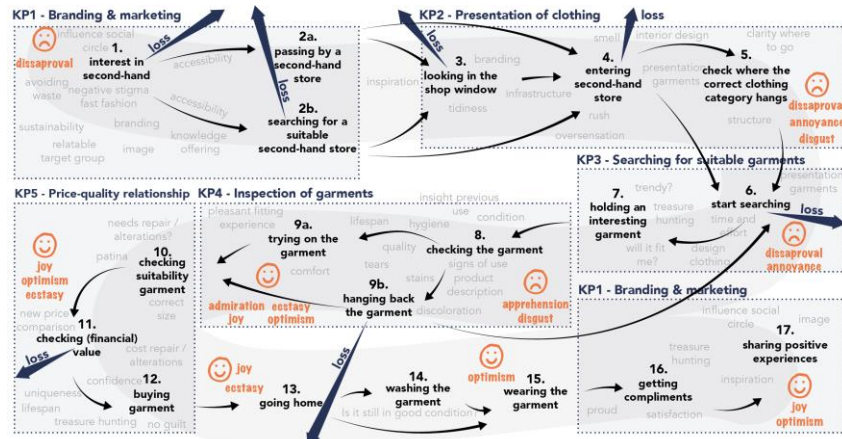 KP1 - Branding & marketing
influence social
circle
dissaproval
1.
interest in
second-hand
loss
accessibility
avoiding
waste
negative stigma
fast fashion
accessibility
sustainability
branding
relatable
target group
image
knowledge
offering
2a.
passing by a
second-hand
store
loss
2b.
searching for a
suitable
second-hand store
inspiration
KP2 - Presentation of clothing
loss
loss
3.
looking in the
shop window
branding
infrastructure
tidiness
smell
interior design
clarity where
to go
4.
entering
second-hand
store
presentation
garments
rush
oversensation
5.
check where the
correct clothing
category hangs
structure
dissaproval
annoyance
disgust
KP3 - Searching for suitable garments
presentation
garments
6.
start searching
time and
effort
loss
dissaproval
annoyance
trendy?
7.
holding an
interesting
garment
treasure
hunting
will it fit
me?
design
clothing
KP4 - Inspection of garments
insight previous
use
pleasant fitting
experience
lifespan
hygiene
condition
8.
checking the garment
signs of use
product
description
quality
tears
stains
discoloration
apprehension
disgust
9a.
trying on the
garment
comfort
9b.
hanging back
the garment
admiration
joy
ecstasy
optimism
loss
KP5 - Price-quality relationship
needs repair /
alterations?
joy
optimism
ecstasy
patina
10.
checking
suitability
garment
correct
size
new price
comparison
11.
checking (financial)
value
loss
cost repair /
alterations
confidence
uniqueness
lifespan
12.
buying
garment
treasure hunting
no guilt
joy
ecstasy
13.
going home
14.
washing the
garment
Is it still in good condition?
optimism
15.
wearing the
garment
KP1 - Branding & marketing
influence social
circle
image
17.
sharing positive
experiences
treasure
hunting
16.
getting
compliments
inspiration
proud
satisfaction
joy
optimism